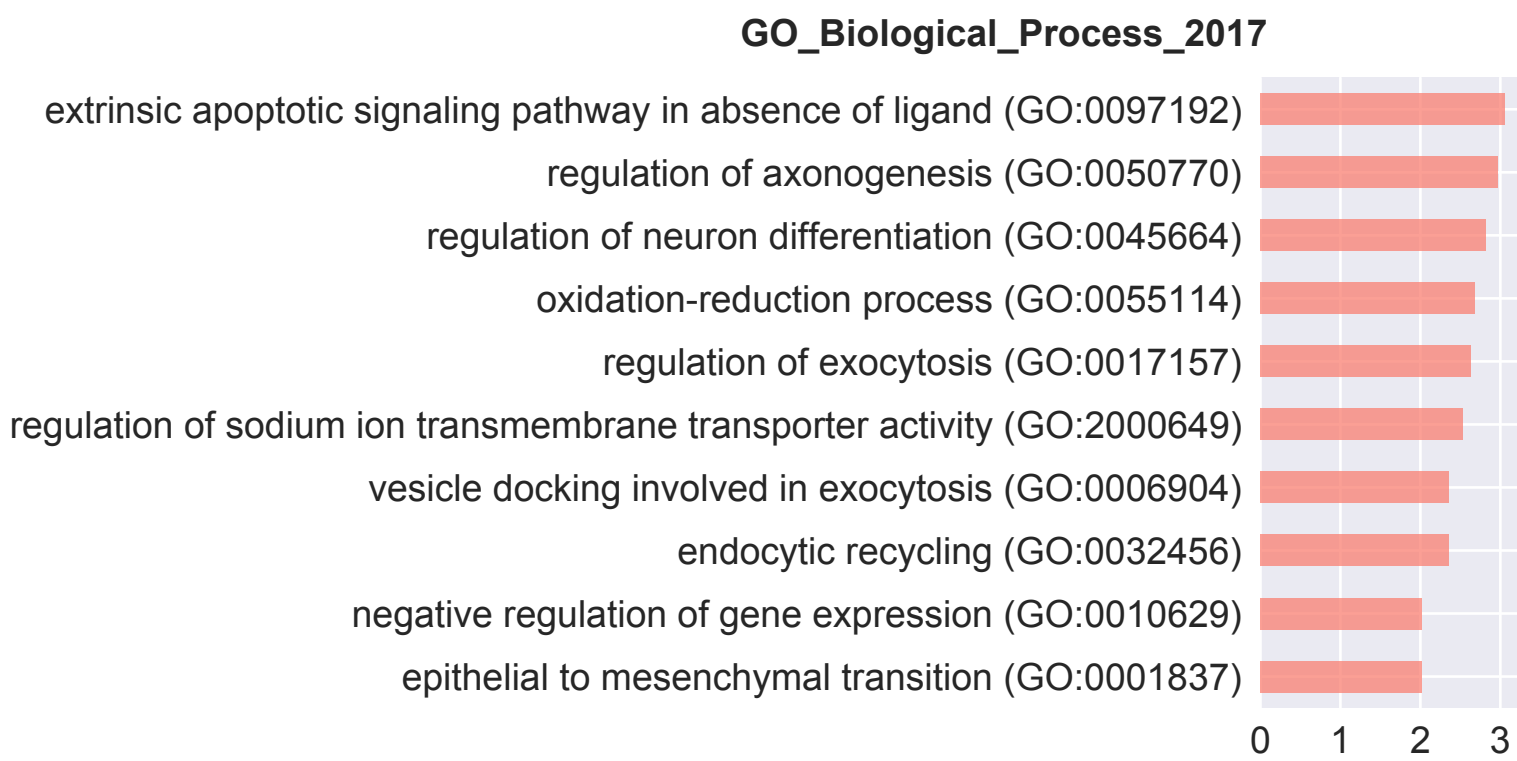 GO_Biological_Process_2017
extrinsic apoptotic signaling pathway in absence of ligand (GO:0097192)
regulation of axonogenesis (GO:0050770)
regulation of neuron differentiation (GO:0045664)
oxidation-reduction process (GO:0055114)
regulation of exocytosis (GO:0017157)
regulation of sodium ion transmembrane transporter activity (GO:2000649)
vesicle docking involved in exocytosis (GO:0006904)
endocytic recycling (GO:0032456)
negative regulation of gene expression (GO:0010629)
epithelial to mesenchymal transition (GO:0001837)
0 1 2 3